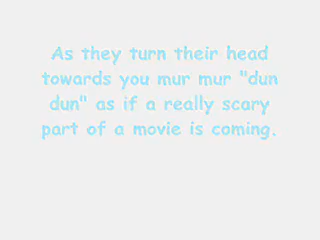 As they turn their head
towards you mur mur "dun
dun" as if a really scary
part of a movie is coming.